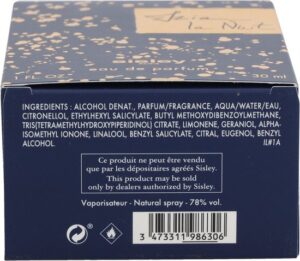 Soir
la Nuit
1 FL.OZ.
eau de parfum
30 ml
INGREDIENTS : ALCOHOL DENAT., PARFUM/FRAGRANCE, AQUA/WATER/EAU,
CITRONELLOL, ETHYLHEXYL SALICYLATE, BUTYL METHOXYDIBENZOYLMETHANE,
TRIS(TETRAMETHYLHYDROXYPIPERIDINOL) CITRATE, LIMONENE, GERANIOL, ALPHA-
ISOMETHYL IONONE, LINALOOL, BENZYL SALICYLATE, CITRAL, EUGENOL, BENZYL
ALCOHOL.
IL#1A
Ce produit ne peut être vendu
que par les dépositaires agréés Sisley.
This product may be sold
only by dealers authorized by Sisley.
Vaporisateur - Natural spray - 78% vol.
3 473311 986306